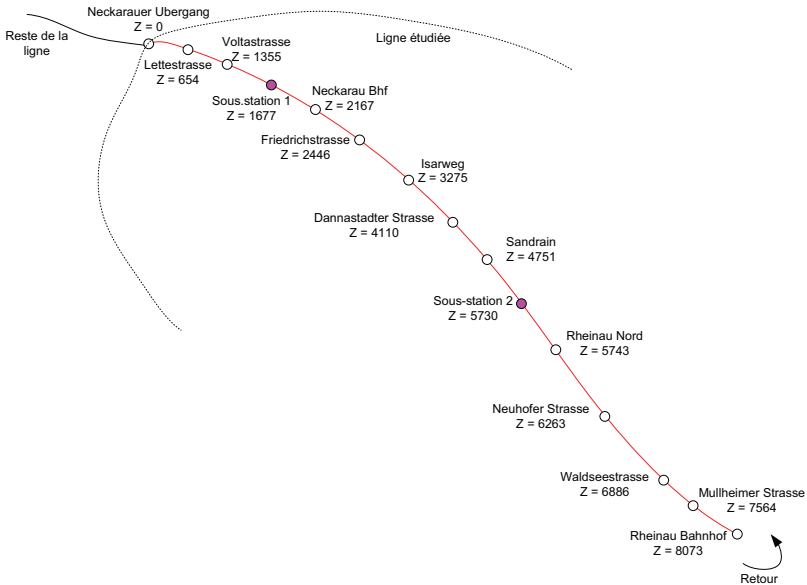 Neckarauer Ubergang
Z = 0
Reste de la
ligne
Ligne étudiée
Voltastrasse
Z = 1355
Lettestrasse
Z = 654
Sous.station 1
Z = 1677
Neckarau Bhf
Z = 2167
Friedrichstrasse
Z = 2446
Isarweg
Z = 3275
Dannastadter Strasse
Z = 4110
Sandrain
Z = 4751
Sous-station 2
Z = 5730
Rheinau Nord
Z = 5743
Neuhofer Strasse
Z = 6263
Waldseestrasse
Z = 6886
Mullheimer Strasse
Z = 7564
Rheinau Bahnhof
Z = 8073
Retour